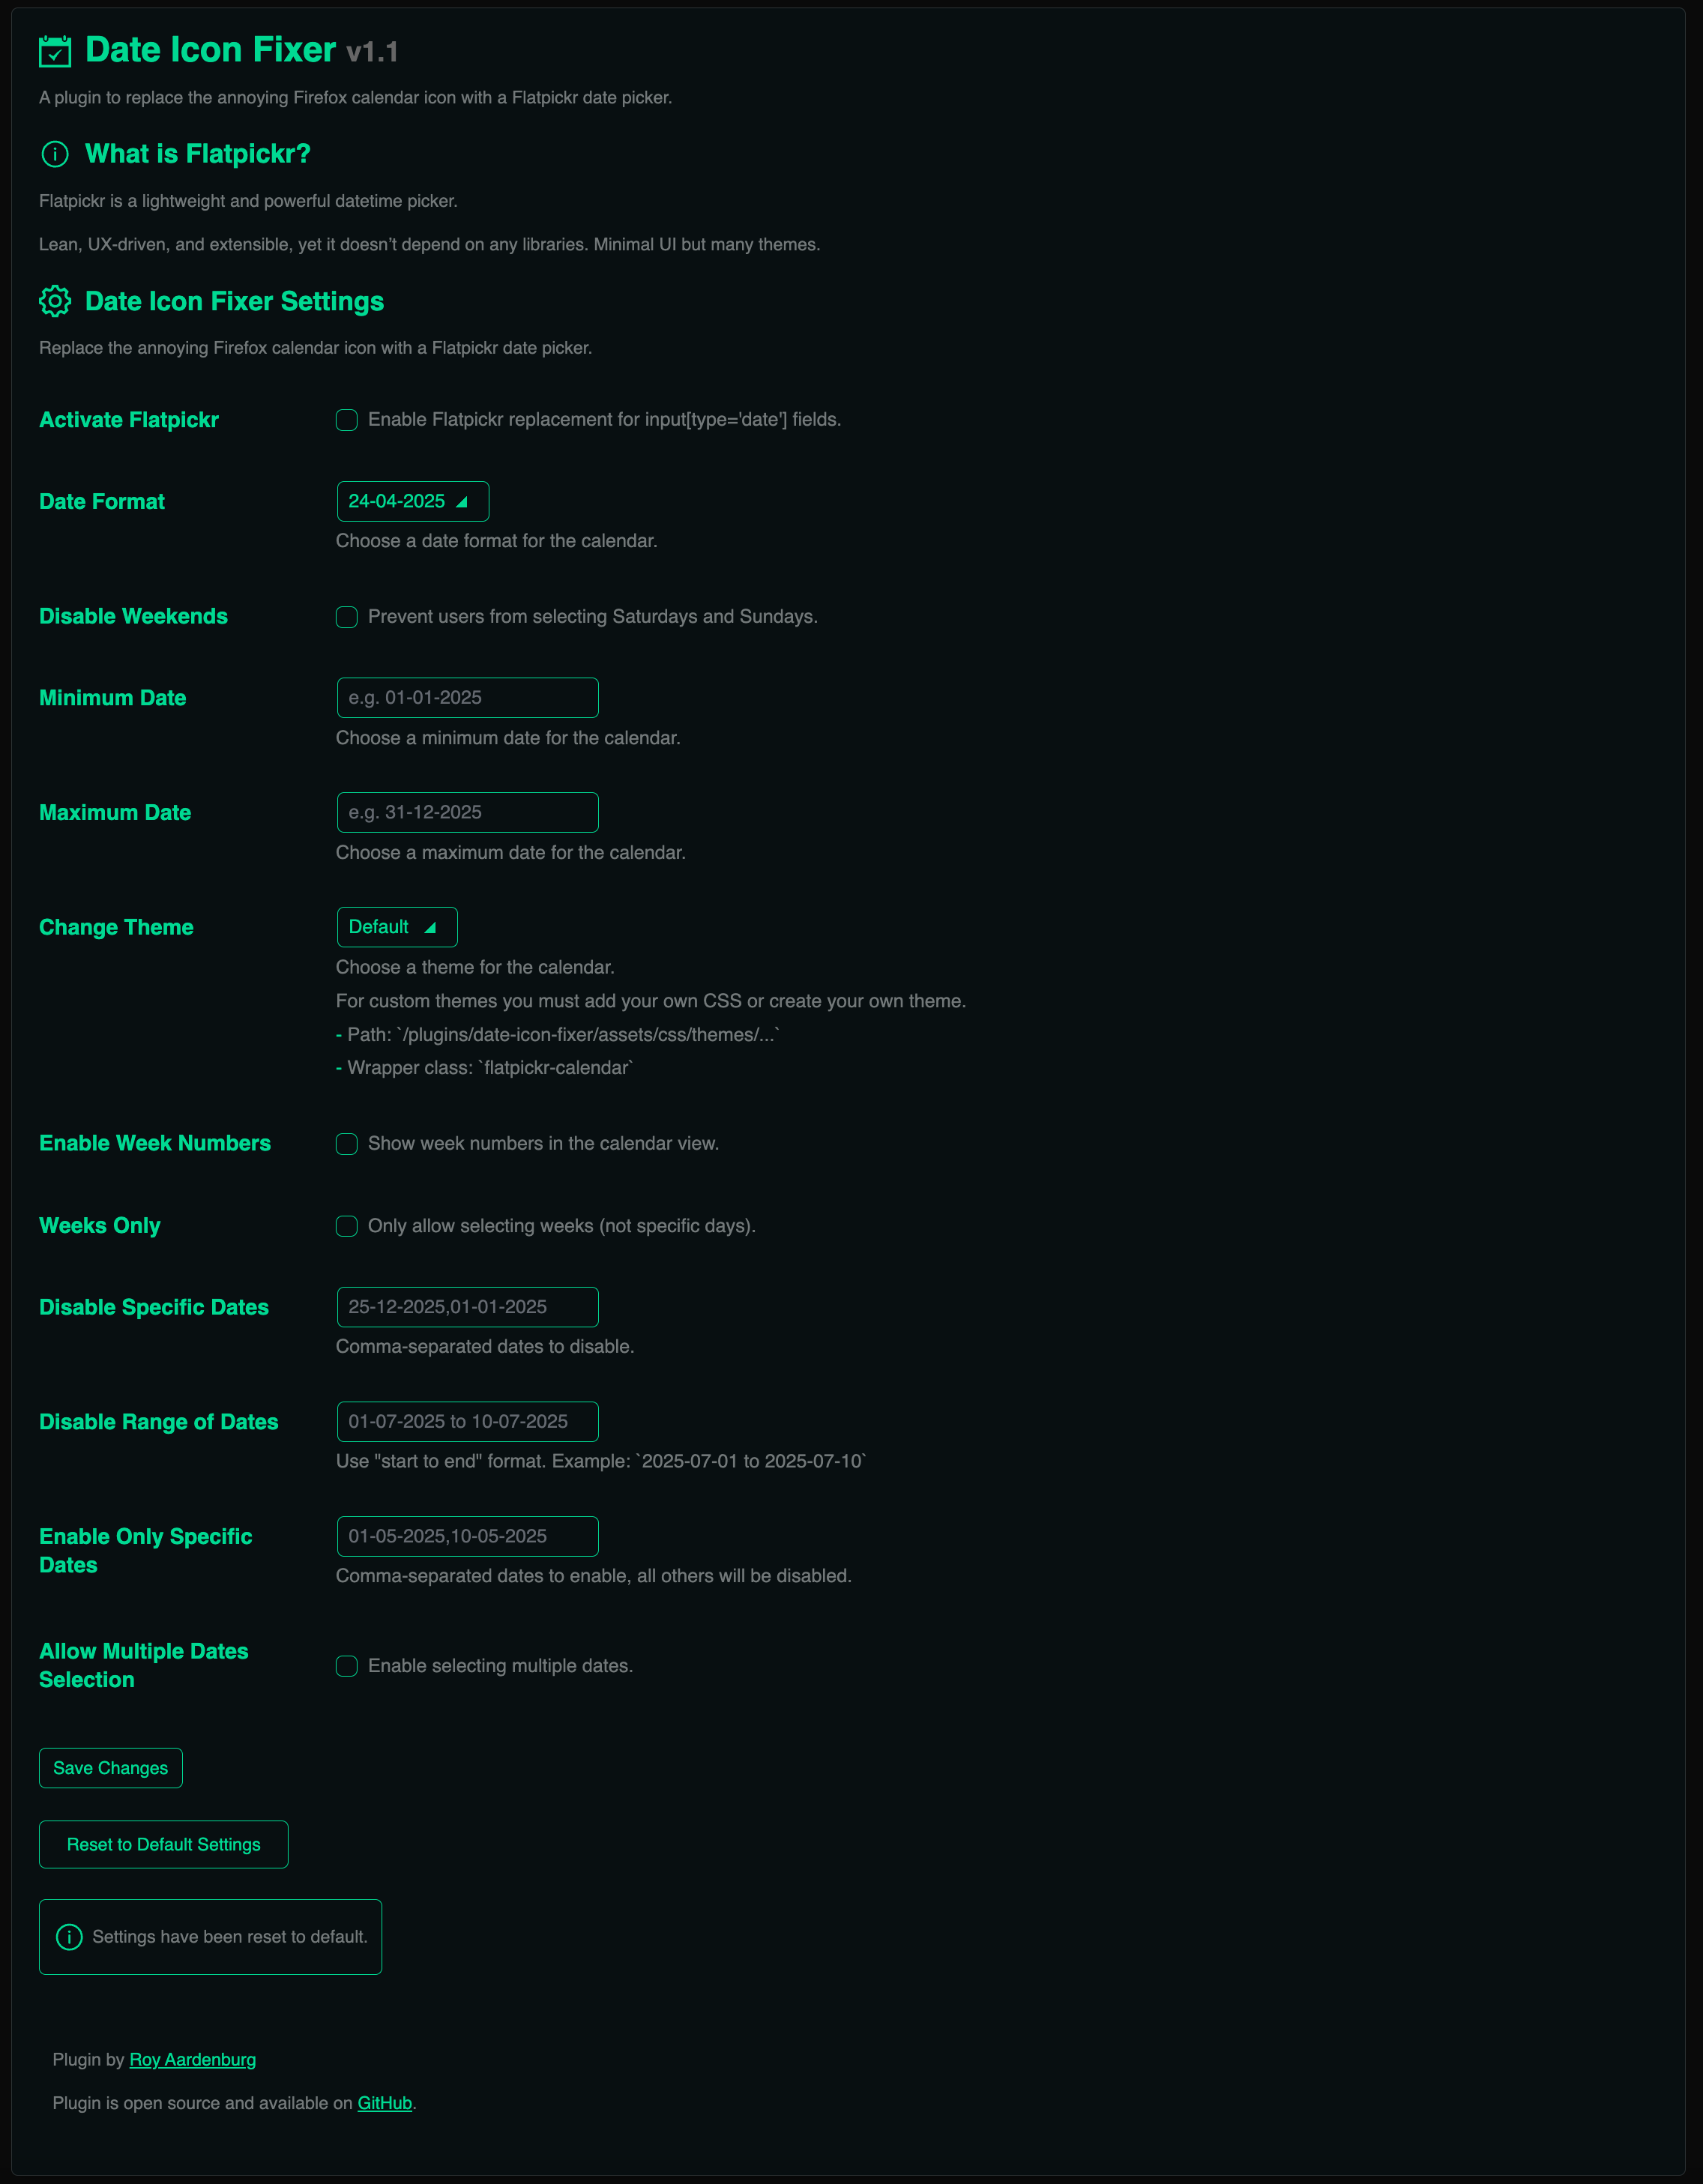 Date Icon Fixer v1.1
A plugin to replace the annoying Firefox calendar icon with a Flatpickr date picker.
What is Flatpickr?
Flatpickr is a lightweight and powerful datetime picker.
Lean, UX-driven, and extensible, yet it doesn't depend on any libraries. Minimal UI but many themes.
Date Icon Fixer Settings
Replace the annoying Firefox calendar icon with a Flatpickr date picker.
Activate Flatpickr
Enable Flatpickr replacement for input[type='date'] fields.
Date Format
24-04-2025
Choose a date format for the calendar.
Disable Weekends
Prevent users from selecting Saturdays and Sundays.
Minimum Date
e.g. 01-01-2025
Choose a minimum date for the calendar.
Maximum Date
e.g. 31-12-2025
Choose a maximum date for the calendar.
Change Theme
Default
Choose a theme for the calendar.
For custom themes you must add your own CSS or create your own theme.
- Path: `/plugins/date-icon-fixer/assets/css/themes/...`
- Wrapper class: `flatpickr-calendar`
Enable Week Numbers
Show week numbers in the calendar view.
Weeks Only
Only allow selecting weeks (not specific days).
Disable Specific Dates
25-12-2025,01-01-2025
Comma-separated dates to disable.
Disable Range of Dates
01-07-2025 to 10-07-2025
Use "start to end" format. Example: `2025-07-01 to 2025-07-10`
Enable Only Specific
Dates
01-05-2025,10-05-2025
Comma-separated dates to enable, all others will be disabled.
Allow Multiple Dates
Selection
Enable selecting multiple dates.
Save Changes
Reset to Default Settings
Settings have been reset to default.
Plugin by Roy Aardenburg
Plugin is open source and available on GitHub.